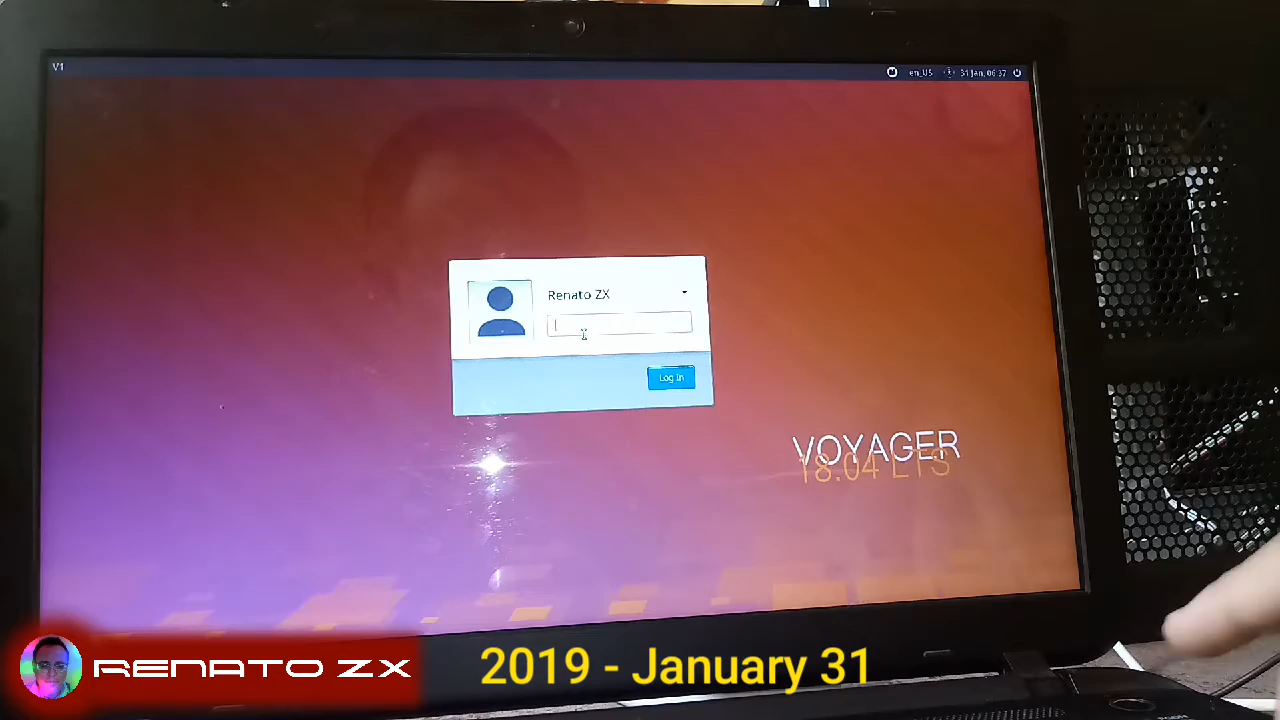 V1
en_US 31 Jan, 06:37
Renato ZX
Log In
VOYAGER
18.04 LTS
RENATO ZX
2019 - January 31